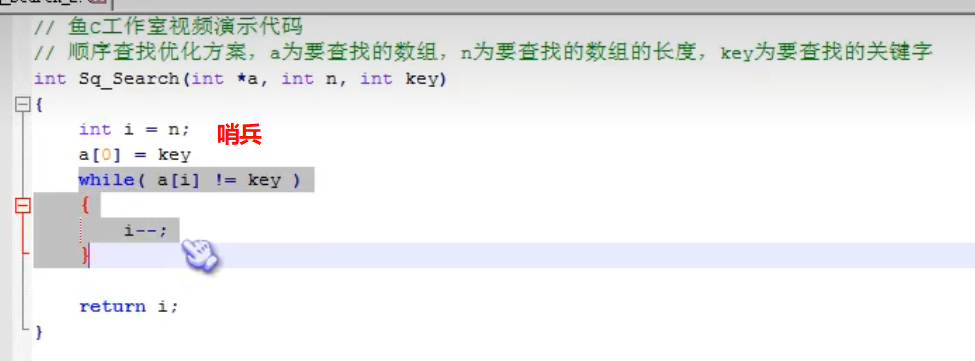 // 鱼C工作室视频演示代码
// 顺序查找优化方案，a为要查找的数组，n为要查找的数组的长度，key为要查找的关键字
int Sq_Search(int *a, int n, int key)
{
int i = n; 哨兵
a[0] = key
while( a[i] != key )
{
i--;
}
return i;
}